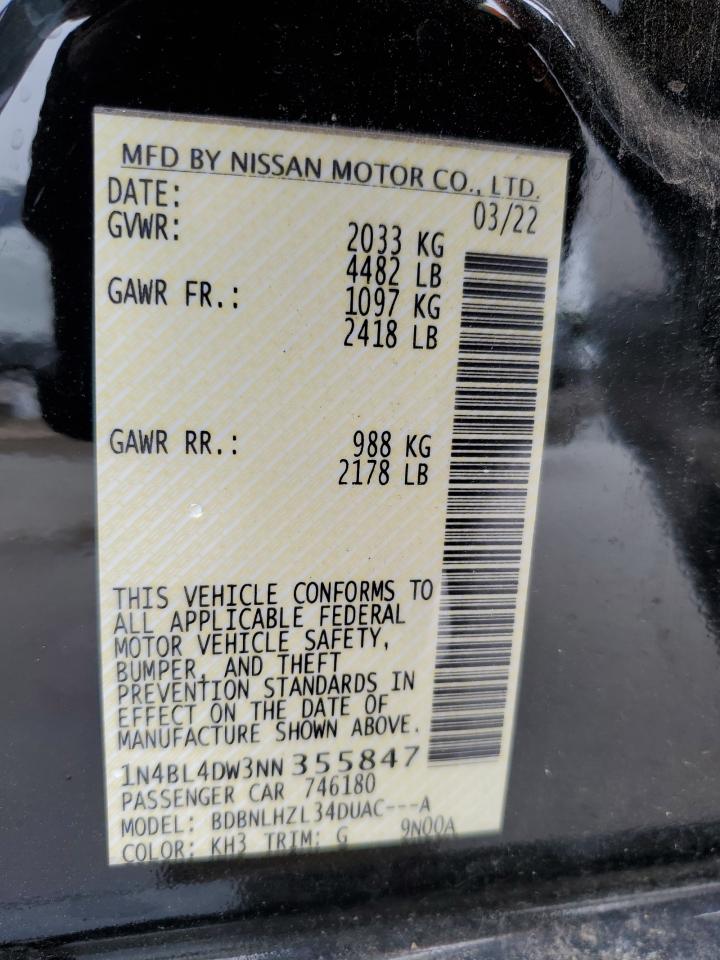 MFD BY NISSAN MOTOR CO., LTD.
DATE: 03/22
GVWR: 2033 KG
4482 LB
GAWR FR.: 1097 KG
2418 LB
GAWR RR.: 988 KG
2178 LB
THIS VEHICLE CONFORMS TO
ALL APPLICABLE FEDERAL
MOTOR VEHICLE SAFETY,
BUMPER, AND THEFT
PREVENTION STANDARDS IN
EFFECT ON THE DATE OF
MANUFACTURE SHOWN ABOVE.
1N4BL4DW3NN355847
PASSENGER CAR 746180
MODEL: BDBNLHZL34DUAC---A
COLOR: KH3 TRIM: G 9N00A